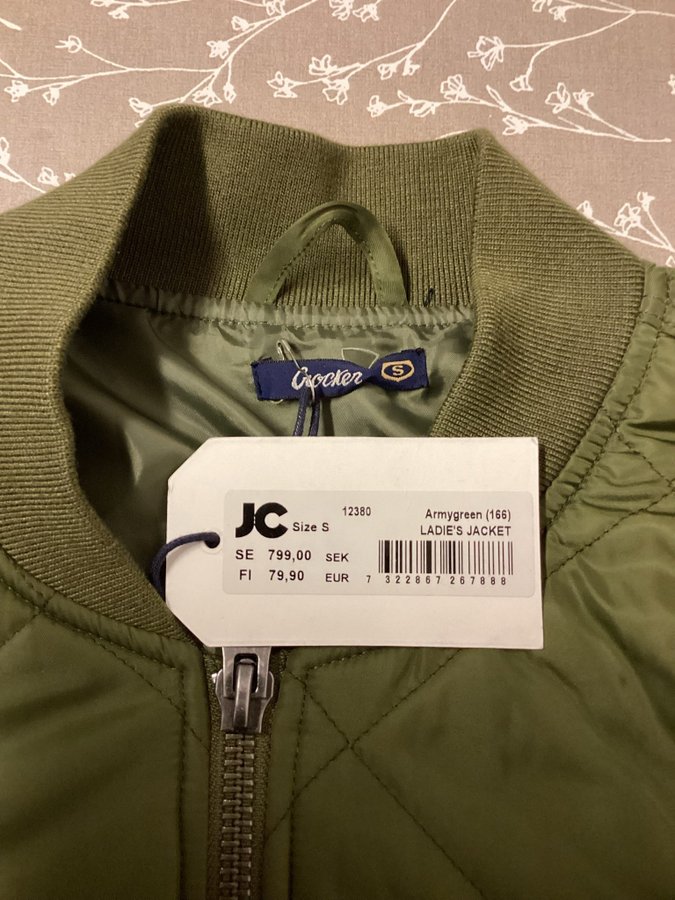 Crocker S
JC Size S 12380 Armygreen (166)
LADIE'S JACKET
SE 799,00 SEK
FI 79,90 EUR
7 322867 267888